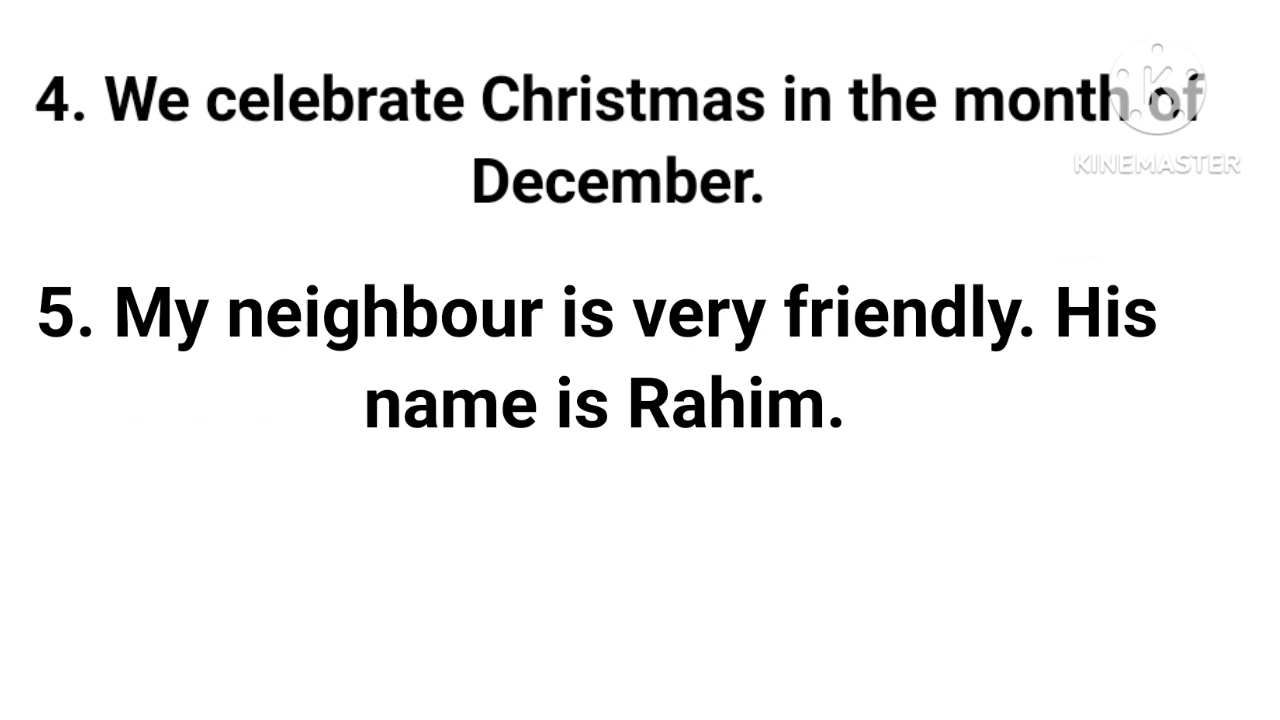 4. We celebrate Christmas in the month of
December.
KINEMASTER
5. My neighbour is very friendly. His
name is Rahim.